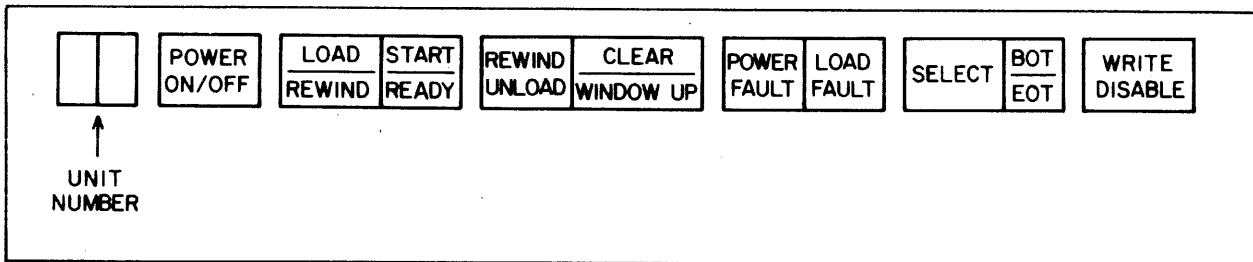 POWER
ON/OFF
LOAD
REWIND
START
READY
REWIND
UNLOAD
CLEAR
WINDOW UP
POWER
FAULT
LOAD
FAULT
SELECT
BOT
EOT
WRITE
DISABLE
UNIT
NUMBER